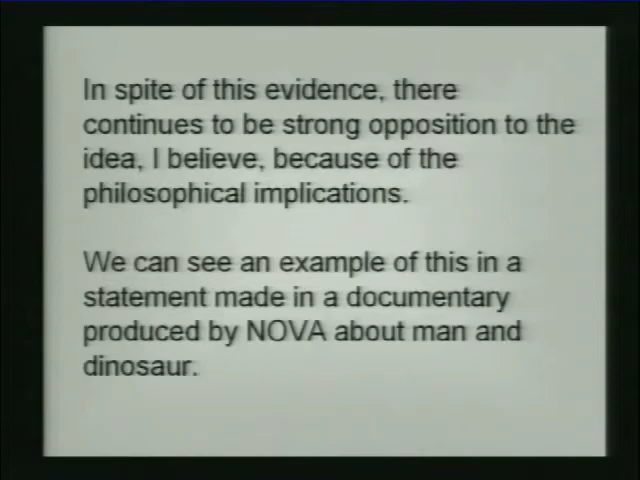 In spite of this evidence, there
continues to be strong opposition to the
idea, I believe, because of the
philosophical implications.
We can see an example of this in a
statement made in a documentary
produced by NOVA about man and
dinosaur.